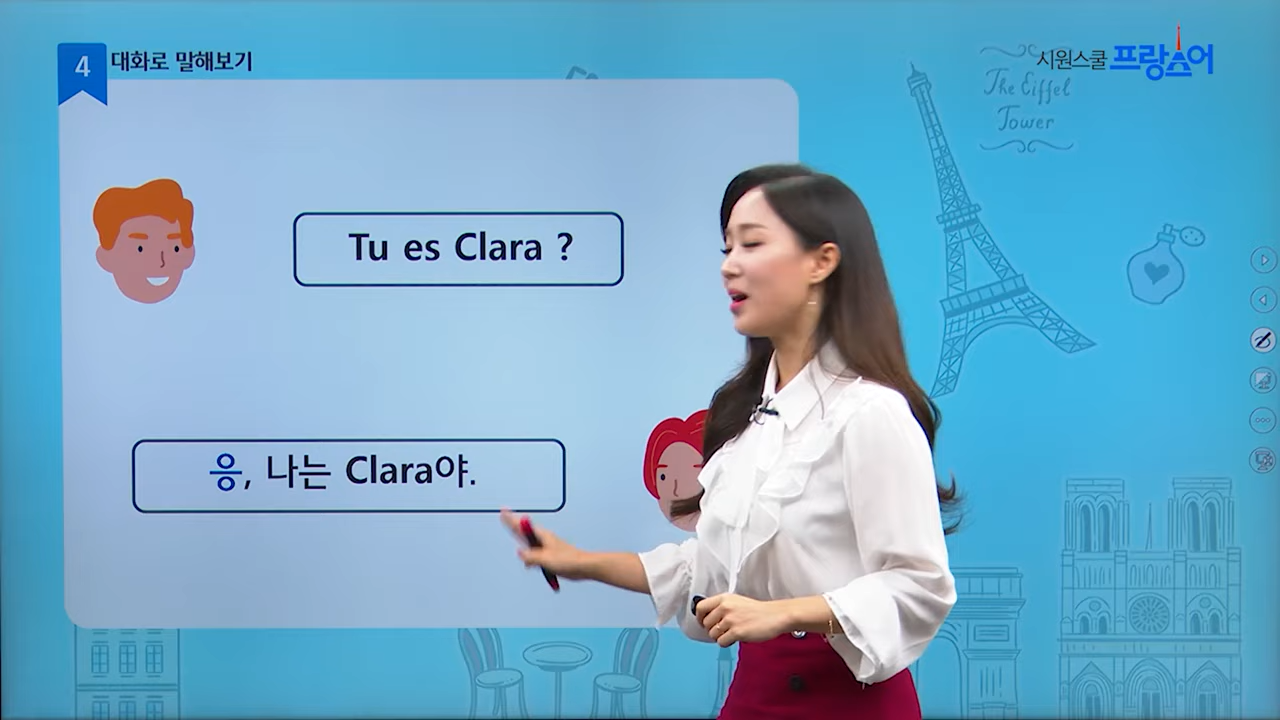 4 대화로 말해보기
시원스쿨 프랑스어
The Eiffel
Tower
Tu es Clara ?
응, 나는 Clara야.